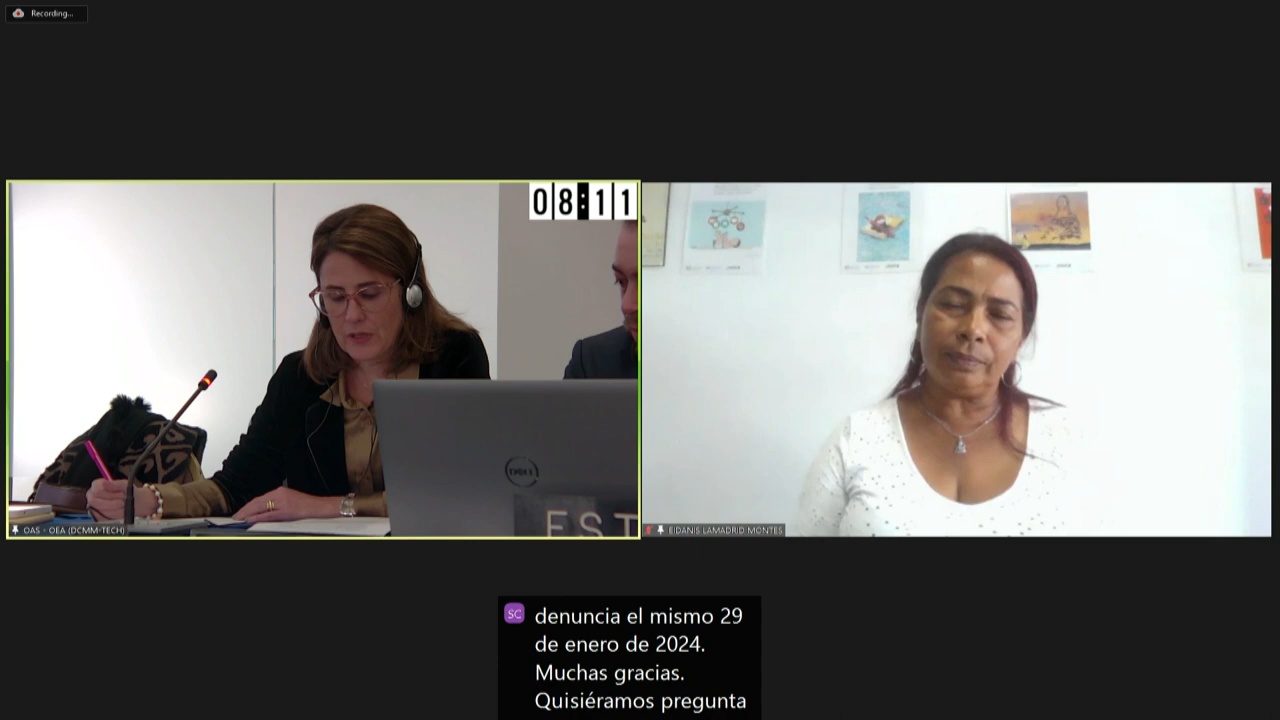 Recording...
08:11
DELL
EST
OAS - OEA (DCMM-TECH)
EIDANIS LAMADRID MONTES
SC
denuncia el mismo 29
de enero de 2024.
Muchas gracias.
Quisiéramos pregunta